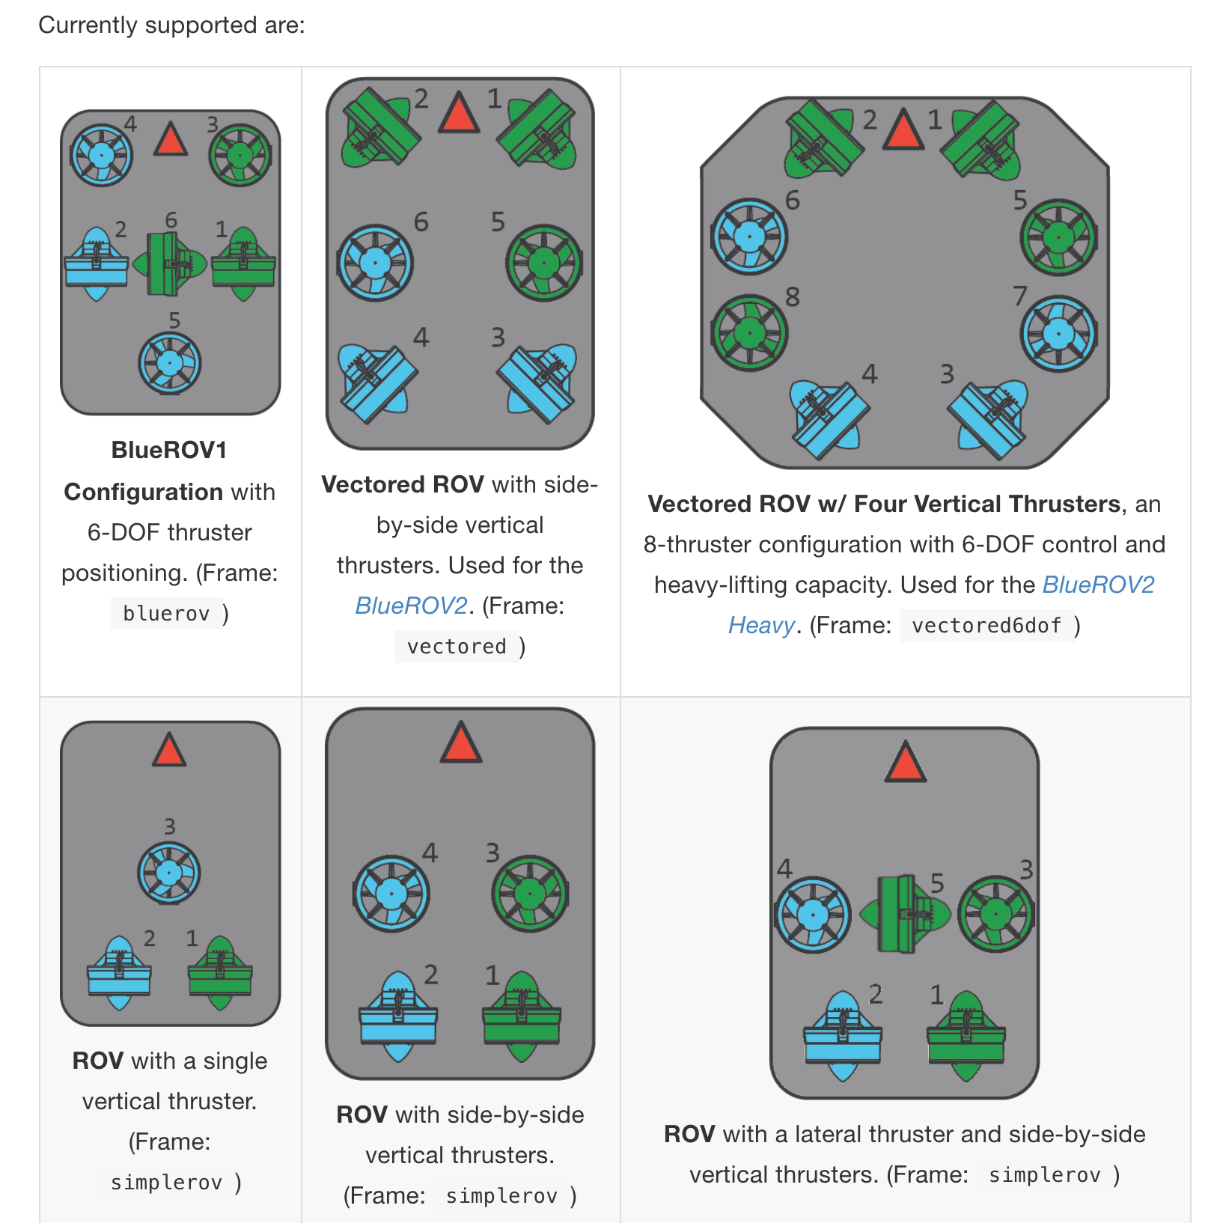 Currently supported are:
4 3
2 6 1
5
BlueROV1
Configuration with
6-DOF thruster
positioning. (Frame:
bluerov )
2 1
6 5
4 3
Vectored ROV with side-
by-side vertical
thrusters. Used for the
BlueROV2. (Frame:
vectored )
2 1
6 5
8 7
4 3
Vectored ROV w/ Four Vertical Thrusters, an
8-thruster configuration with 6-DOF control and
heavy-lifting capacity. Used for the BlueROV2
Heavy. (Frame: vectored6dof )
3
2 1
ROV with a single
vertical thruster.
(Frame:
simplerov )
4 3
2 1
ROV with side-by-side
vertical thrusters.
(Frame: simplerov )
4 5 3
2 1
ROV with a lateral thruster and side-by-side
vertical thrusters. (Frame: simplerov )